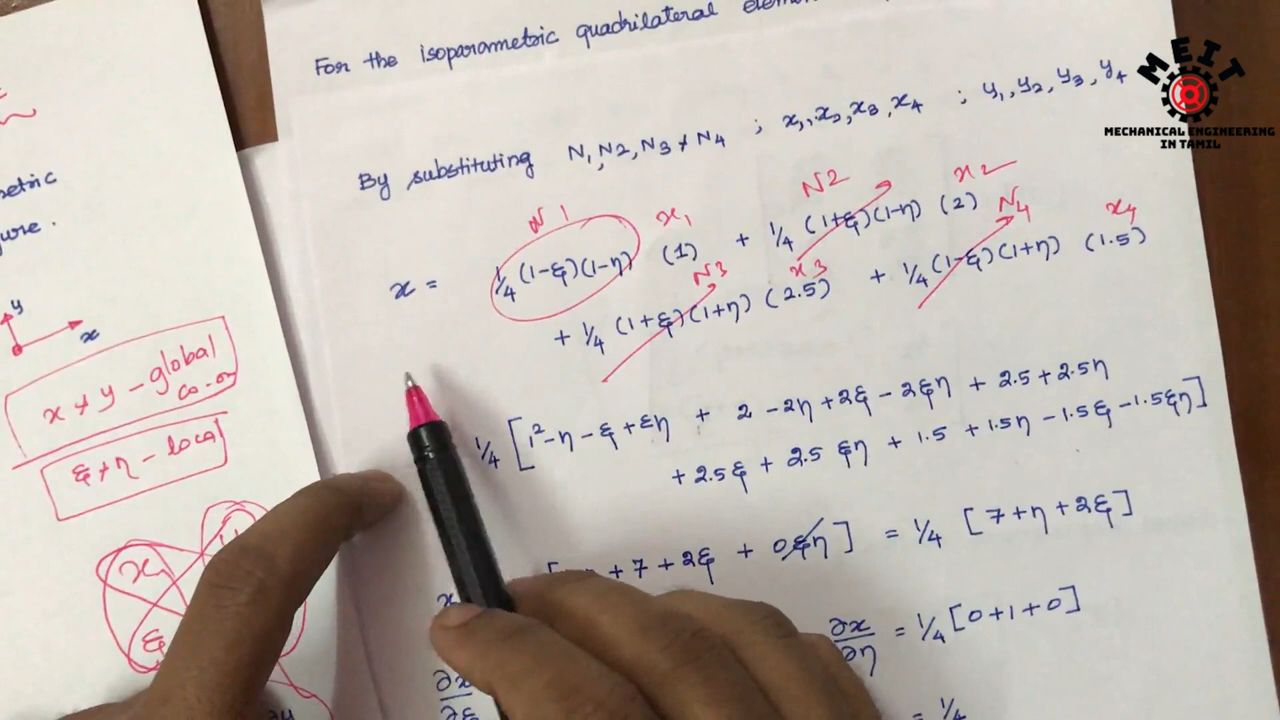 For the isoparametric quadrilateral
By substituting N₁, N₂, N₃ & N₄ ; x₁, x₂, x₃, x₄ ; y₁, y₂, y₃, y₄
N1 x₁ N2 x₂
x = ¼ (1-ξ)(1-η) (1) + ¼ (1+ξ)(1-η) (2)
N3 x₃ N4 x₄
+ ¼ (1+ξ)(1+η) (2.5) + ¼ (1-ξ)(1+η) (1.5)
¼ [1-η-ξ+ξη + 2-2η+2ξ-2ξη + 2.5+2.5η
+ 2.5ξ + 2.5ξη + 1.5 + 1.5η - 1.5ξ - 1.5ξη]
+ 7 + 2ξ + 0ξη] = ¼ [7+η+2ξ]
∂x/∂η = ¼ [0+1+0]
= ¼
∂x/∂ξ
y
x
x & y - global
co-or
ξ & η - local
x
ξ
MEIT
MECHANICAL ENGINEERING
IN TAMIL